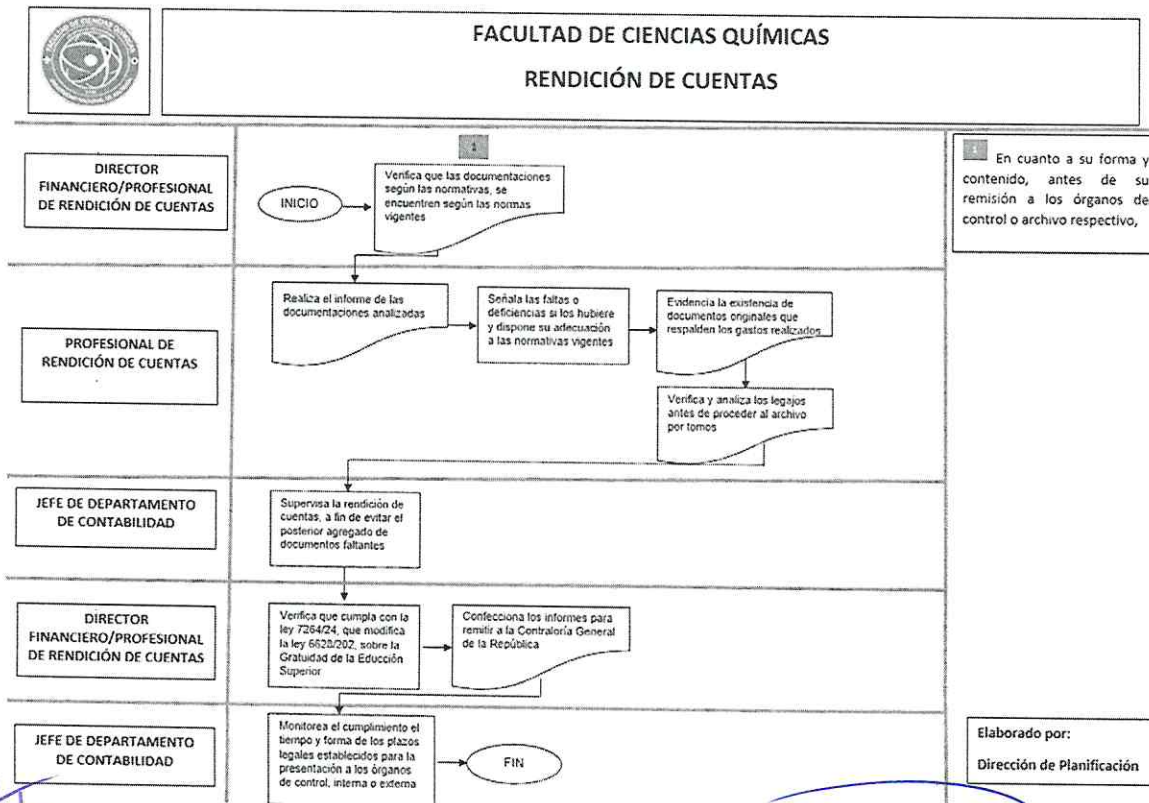 FACULTAD DE CIENCIAS QUÍMICAS
RENDICIÓN DE CUENTAS
DIRECTOR
FINANCIERO/PROFESIONAL
DE RENDICIÓN DE CUENTAS
INICIO
1
Verifica que las documentaciones
según las normativas, se
encuentren según las normas
vigentes
1 En cuanto a su forma y
contenido, antes de su
remisión a los órganos de
control o archivo respectivo,
PROFESIONAL DE
RENDICIÓN DE CUENTAS
Realiza el informe de las
documentaciones analizadas
Señala las faltas o
deficiencias si los hubiere
y dispone su adecuación
a las normativas vigentes
Evidencia la existencia de
documentos originales que
respalden los gastos realizados
Verifica y analiza los legajos
antes de proceder al archivo
por tomos
JEFE DE DEPARTAMENTO
DE CONTABILIDAD
Supervisa la rendición de
cuentas, a fin de evitar el
posterior agregado de
documentos faltantes
DIRECTOR
FINANCIERO/PROFESIONAL
DE RENDICIÓN DE CUENTAS
Verifica que cumpla con la
ley 7264/24, que modifica
la ley 6628/202, sobre la
Gratuidad de la Educción
Superior
Confecciona los informes para
remitir a la Contraloría General
de la República
JEFE DE DEPARTAMENTO
DE CONTABILIDAD
Monitorea el cumplimiento el
tiempo y forma de los plazos
legales establecidos para la
presentación a los órganos
de control, interna o externa
FIN
Elaborado por:
Dirección de Planificación